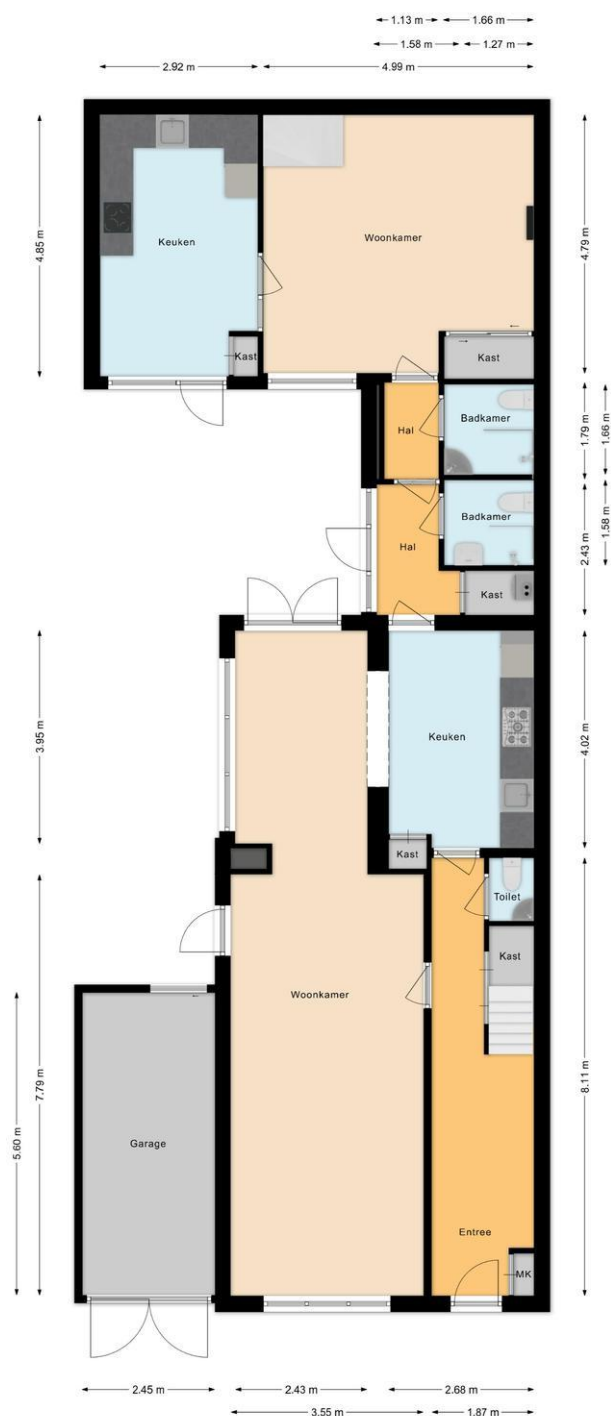 1.13 m
1.66 m
1.58 m
1.27 m
2.92 m
4.99 m
4.85 m
Keuken
Woonkamer
4.79 m
Kast
Kast
Hal
Badkamer
1.79 m
1.66 m
Badkamer
Hal
1.58 m
2.43 m
Kast
3.95 m
Keuken
4.02 m
Kast
Toilet
Kast
Woonkamer
7.79 m
8.11 m
5.60 m
Garage
Entree
MK
2.45 m
2.43 m
2.68 m
3.55 m
1.87 m